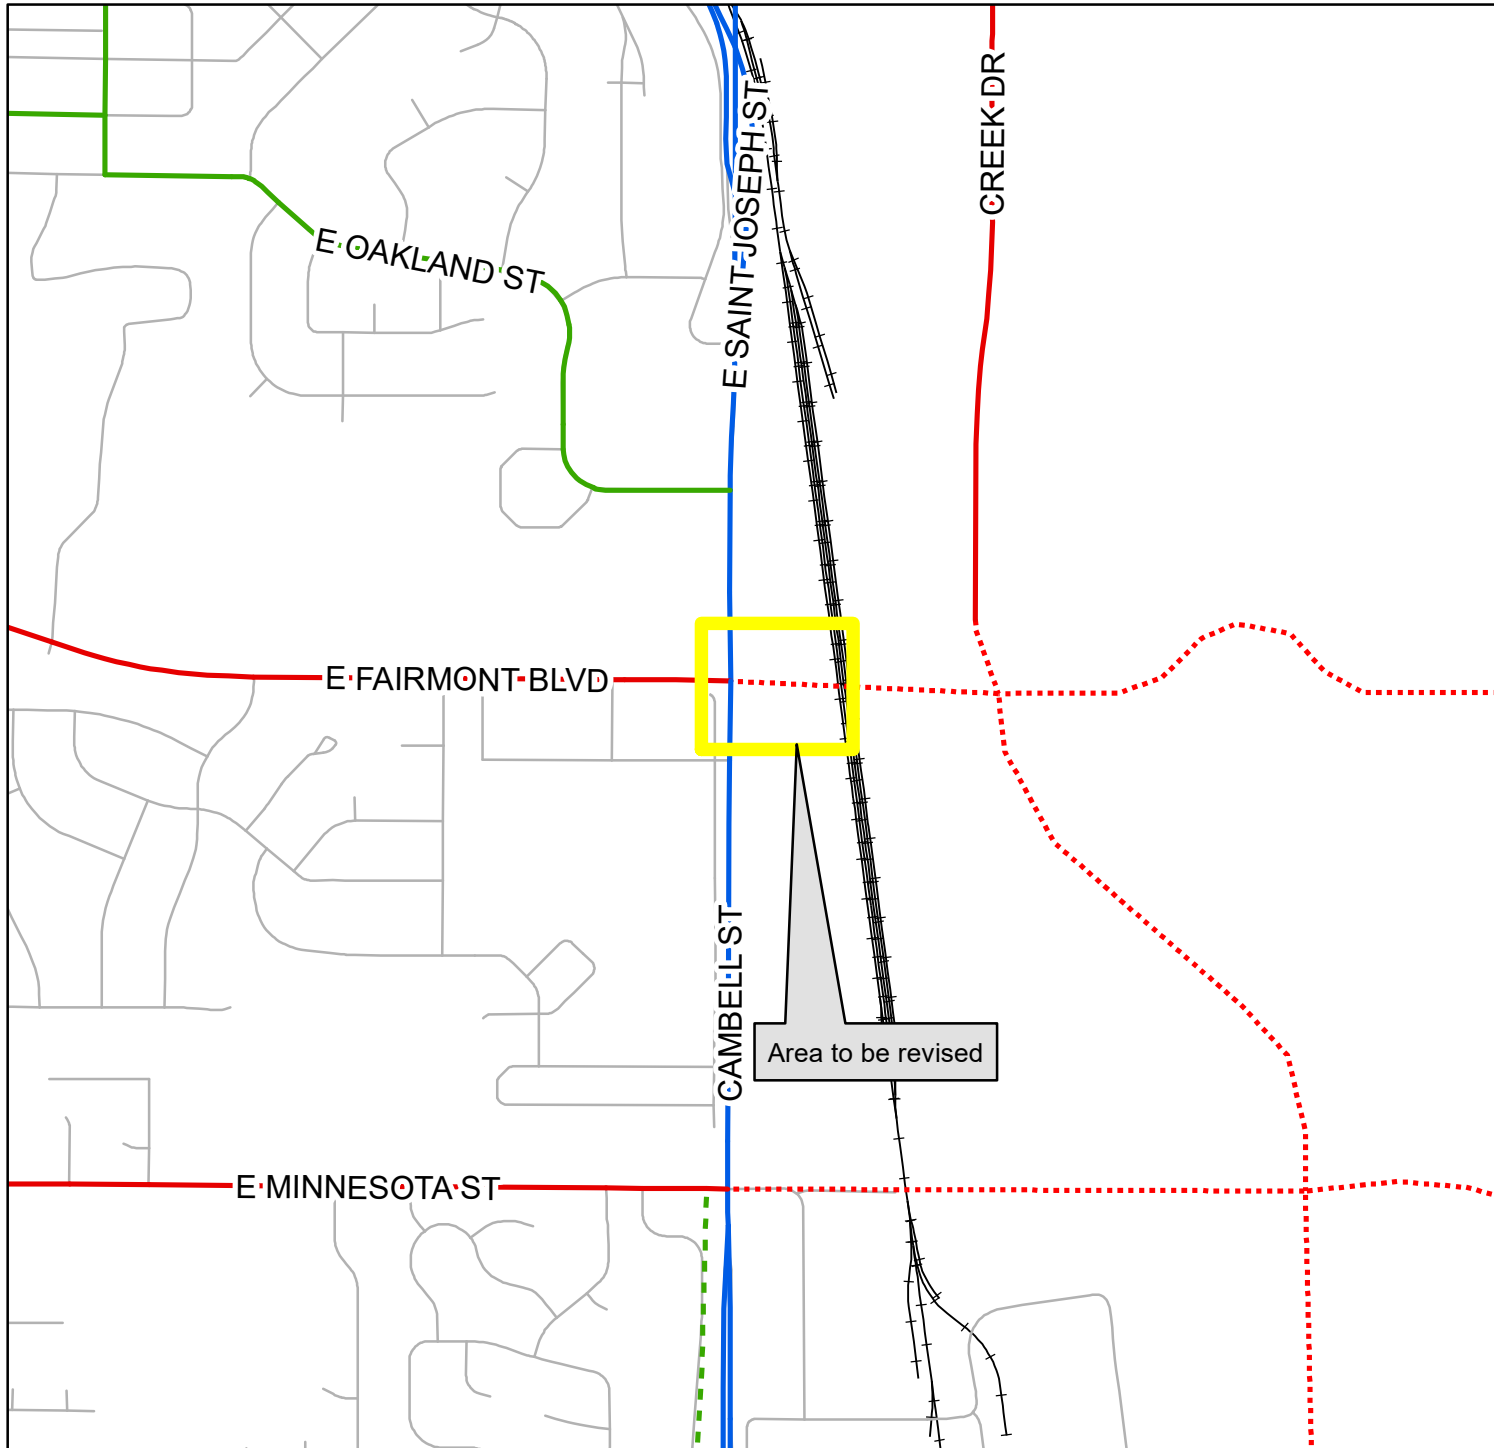 CREEK DR
E SAINT JOSEPH ST
E OAKLAND ST
E FAIRMONT BLVD
CAMBELL ST
Area to be revised
E MINNESOTA ST